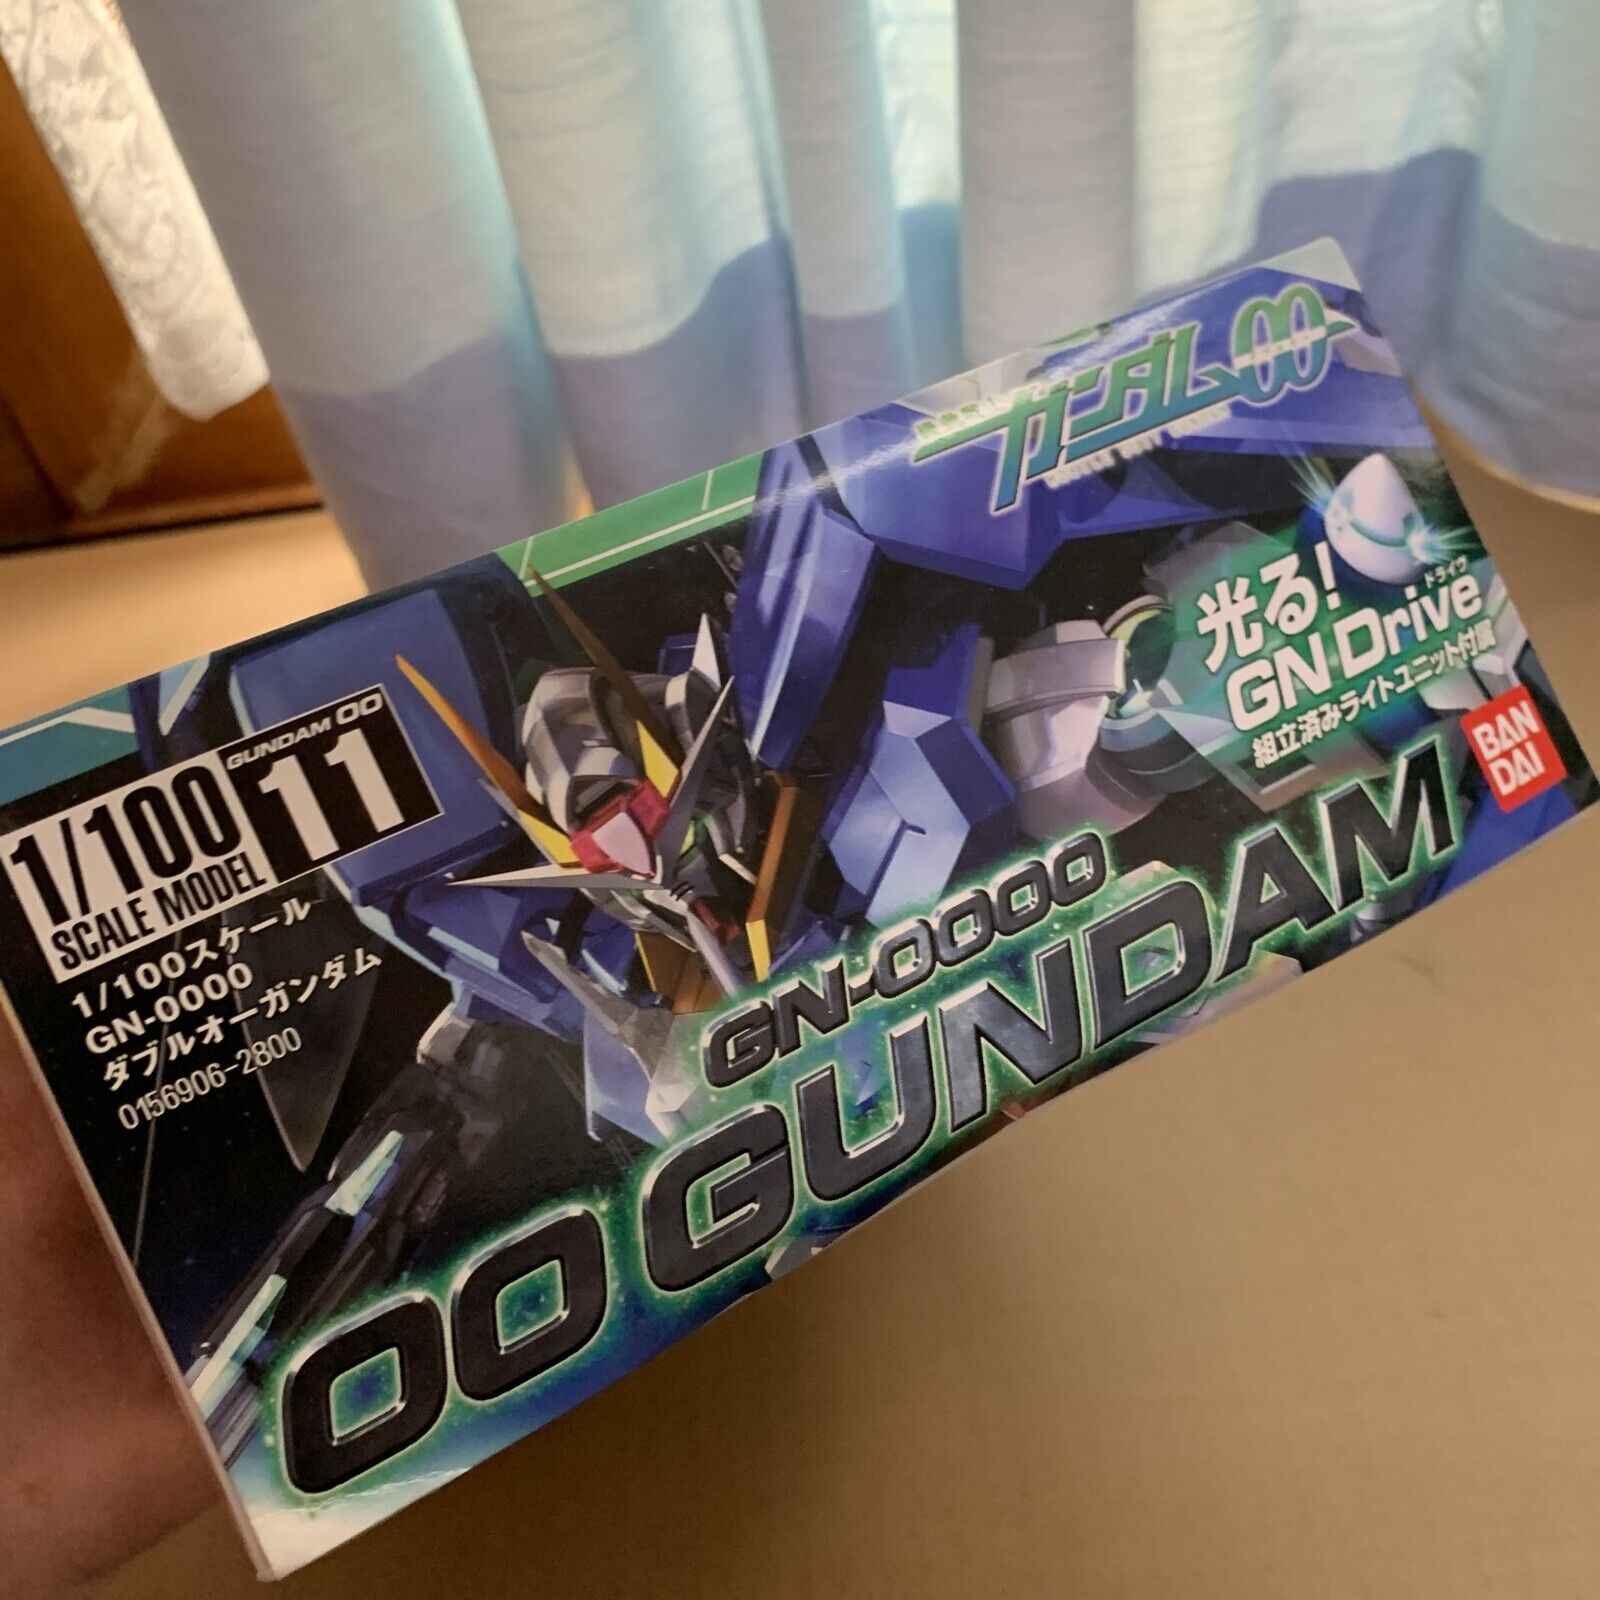 ガンダム00
光る!
ドライヴ
GN Drive
組立済みライトユニット付属
BAN
DAI
1/100
SCALE MODEL
GUNDAM 00
11
1/100スケール
GN-0000
ダブルオーガンダム
0156906-2800
GN-0000
00 GUNDAM